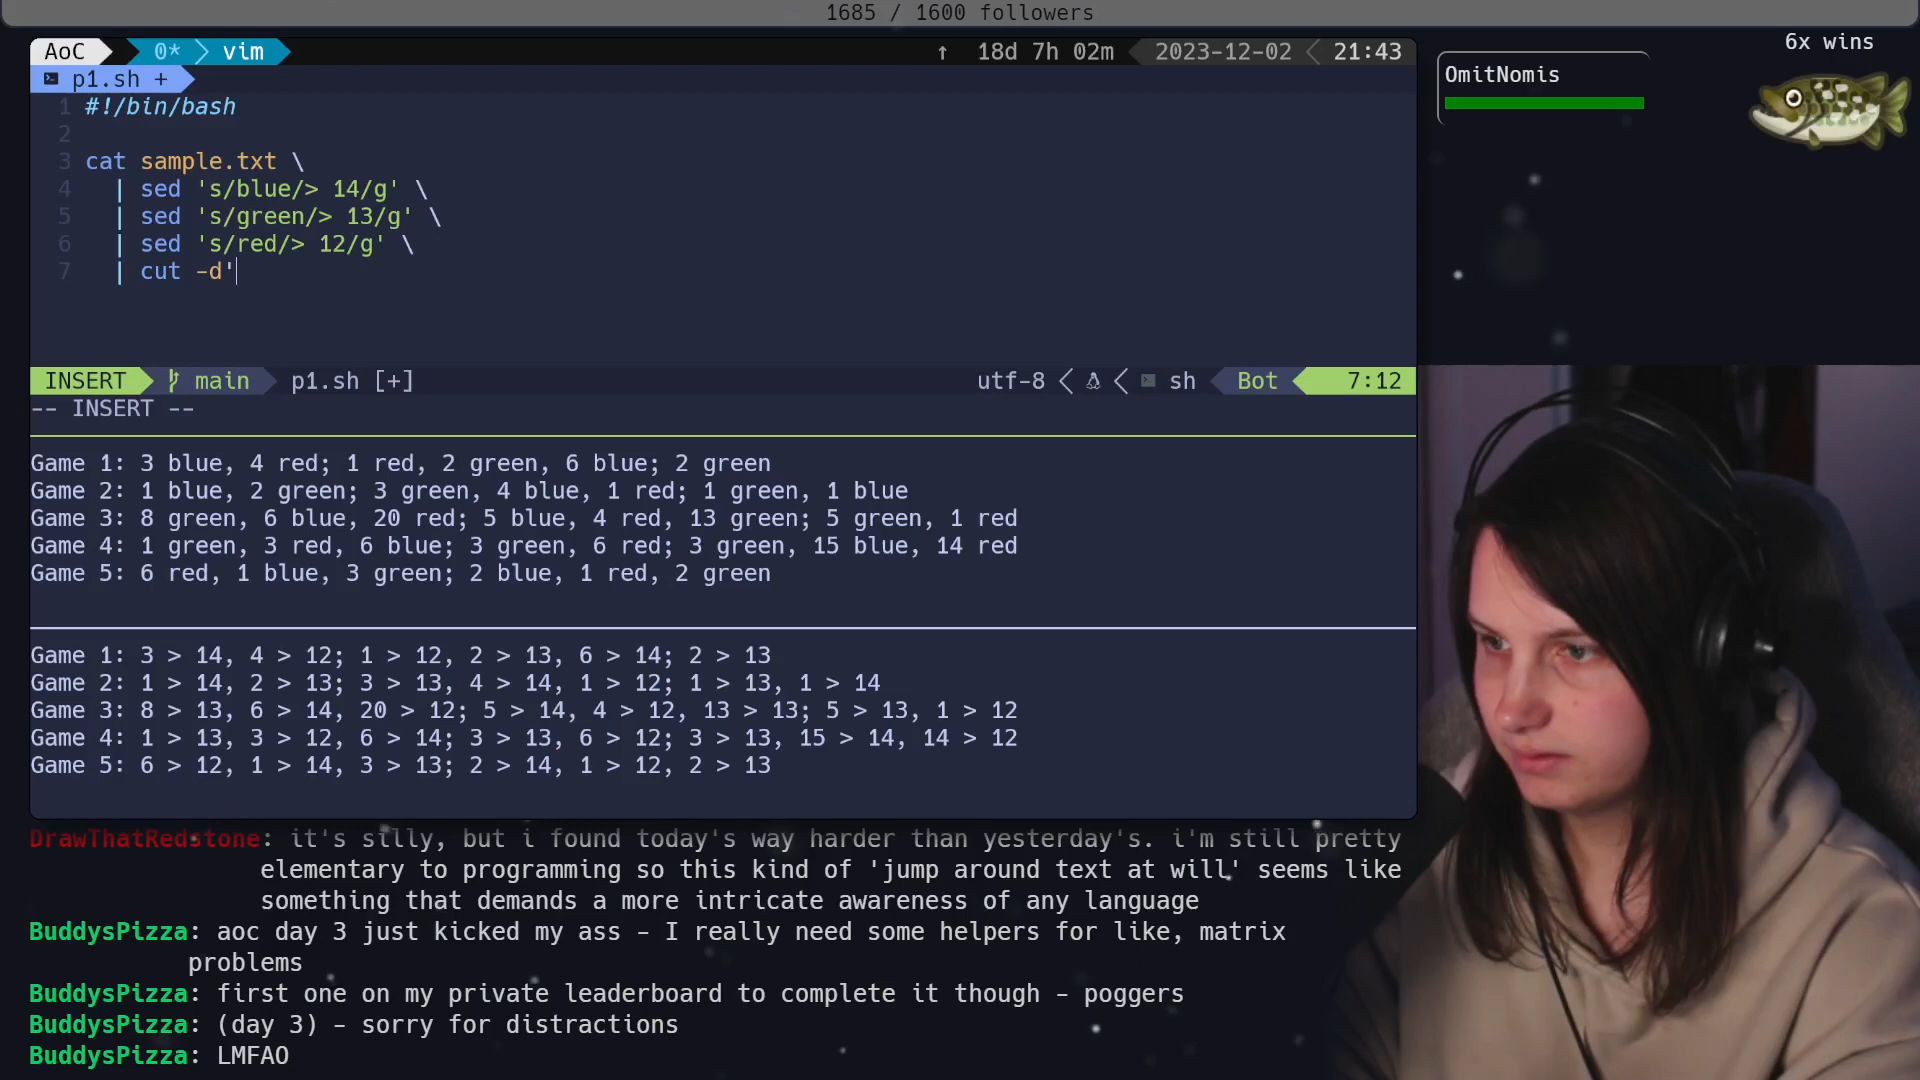 1685 / 1600 followers
AoC 0* vim ↑ 18d 7h 02m 2023-12-02 21:43
p1.sh +
1 #!/bin/bash
2
3 cat sample.txt \
4 | sed 's/blue/> 14/g' \
5 | sed 's/green/> 13/g' \
6 | sed 's/red/> 12/g' \
7 | cut -d'
INSERT main p1.sh [+] utf-8 < < sh Bot 7:12
-- INSERT --
Game 1: 3 blue, 4 red; 1 red, 2 green, 6 blue; 2 green
Game 2: 1 blue, 2 green; 3 green, 4 blue, 1 red; 1 green, 1 blue
Game 3: 8 green, 6 blue, 20 red; 5 blue, 4 red, 13 green; 5 green, 1 red
Game 4: 1 green, 3 red, 6 blue; 3 green, 6 red; 3 green, 15 blue, 14 red
Game 5: 6 red, 1 blue, 3 green; 2 blue, 1 red, 2 green
Game 1: 3 > 14, 4 > 12; 1 > 12, 2 > 13, 6 > 14; 2 > 13
Game 2: 1 > 14, 2 > 13; 3 > 13, 4 > 14, 1 > 12; 1 > 13, 1 > 14
Game 3: 8 > 13, 6 > 14, 20 > 12; 5 > 14, 4 > 12, 13 > 13; 5 > 13, 1 > 12
Game 4: 1 > 13, 3 > 12, 6 > 14; 3 > 13, 6 > 12; 3 > 13, 15 > 14, 14 > 12
Game 5: 6 > 12, 1 > 14, 3 > 13; 2 > 14, 1 > 12, 2 > 13
DrawThatRedstone: it's silly, but i found today's way harder than yesterday's. i'm still pretty
elementary to programming so this kind of 'jump around text at will' seems like
something that demands a more intricate awareness of any language
BuddysPizza: aoc day 3 just kicked my ass - I really need some helpers for like, matrix
problems
BuddysPizza: first one on my private leaderboard to complete it though - poggers
BuddysPizza: (day 3) - sorry for distractions
BuddysPizza: LMFAO
OmitNomis
6x wins